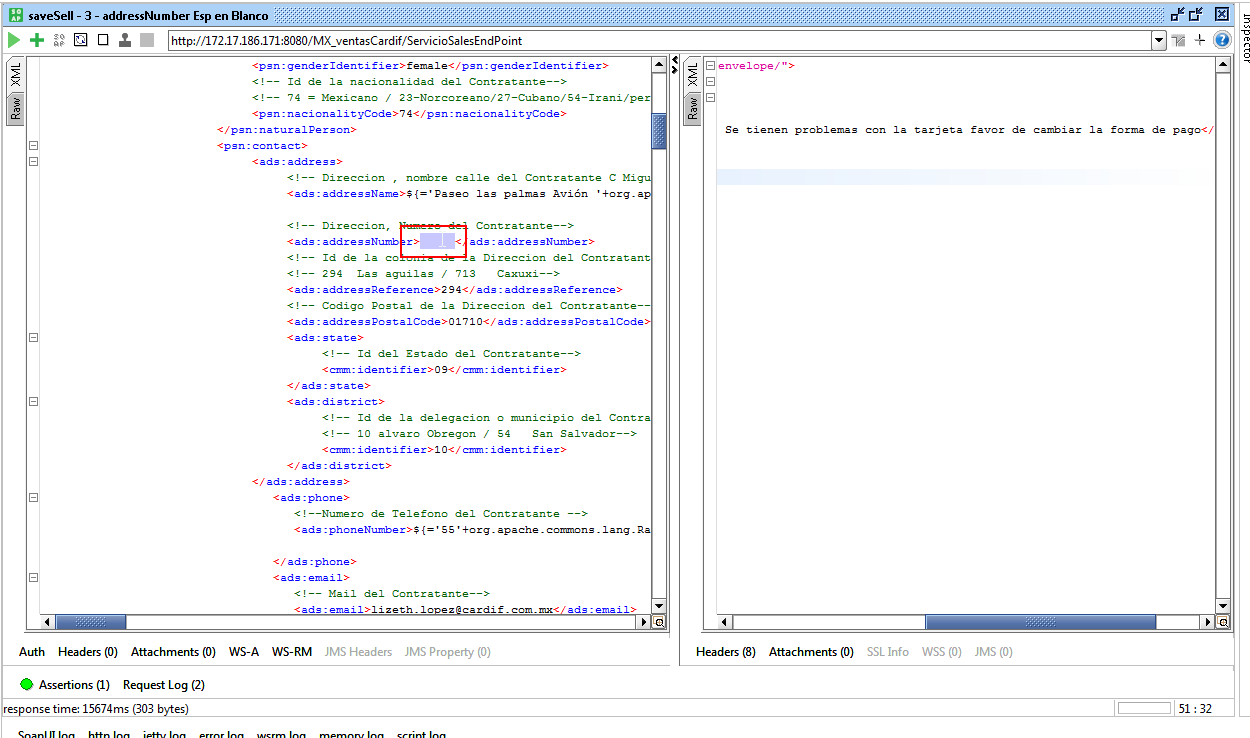 saveSell - 3 - addressNumber Esp en Blanco
http://172.17.186.171:8080/MX_ventasCardif/ServicioSalesEndPoint
Inspector
XML
Raw
<psn:genderIdentifier>female</psn:genderIdentifier>
<!-- Id de la nacionalidad del Contratante-->
<!-- 74 = Mexicano / 23-Norcoreano/27-Cubano/54-Irani/per
<psn:nacionalityCode>74</psn:nacionalityCode>
</psn:naturalPerson>
<psn:contact>
<ads:address>
<!-- Direccion , nombre calle del Contratante C Migu
<ads:addressName>${='Paseo las palmas Avión '+org.ap
<!-- Direccion, Numero del Contratante-->
<ads:addressNumber> </ads:addressNumber>
<!-- Id de la colonia de la Direccion del Contratant
<!-- 294 Las aguilas / 713 Caxuxi-->
<ads:addressReference>294</ads:addressReference>
<!-- Codigo Postal de la Direccion del Contratante--
<ads:addressPostalCode>01710</ads:addressPostalCode>
<ads:state>
<!-- Id del Estado del Contratante-->
<cmm:identifier>09</cmm:identifier>
</ads:state>
<ads:district>
<!-- Id de la delegacion o municipio del Contra
<!-- 10 alvaro Obregon / 54 San Salvador-->
<cmm:identifier>10</cmm:identifier>
</ads:district>
</ads:address>
<ads:phone>
<!--Numero de Telefono del Contratante -->
<ads:phoneNumber>${='55'+org.apache.commons.lang.Ra
</ads:phone>
<ads:email>
<!-- Mail del Contratante-->
<ads:email>lizeth.lopez@cardif.com.mx</ads:email>
XML
Raw
envelope/">
Se tienen problemas con la tarjeta favor de cambiar la forma de pago</
Auth Headers (0) Attachments (0) WS-A WS-RM JMS Headers JMS Property (0)
Headers (8) Attachments (0) SSL Info WSS (0) JMS (0)
Assertions (1) Request Log (2)
response time: 15674ms (303 bytes)
51 : 32
SoapUI log http log jetty log error log wsrm log memory log script log